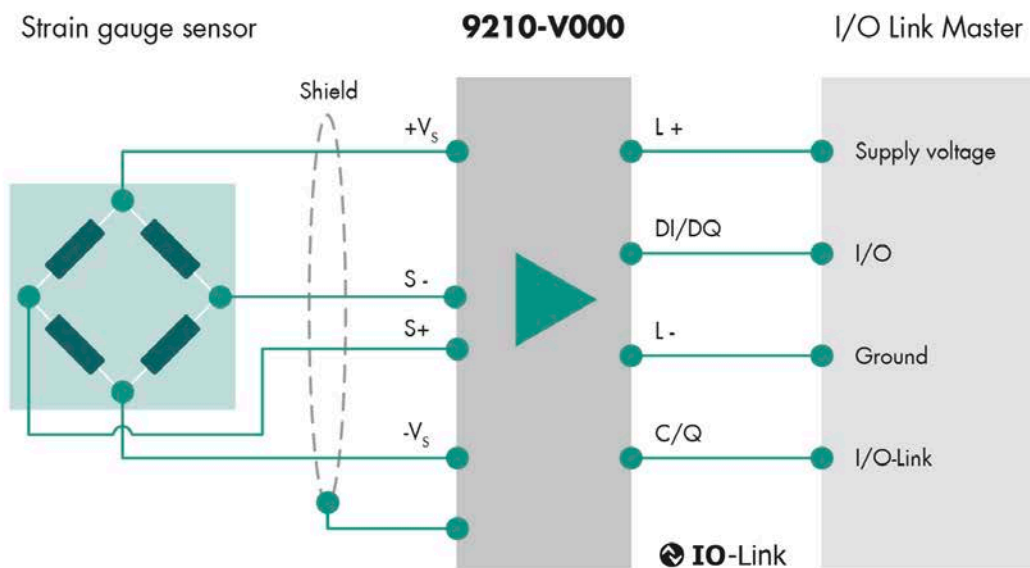 Strain gauge sensor
9210-V000
I/O Link Master
Shield
+Vs
L +
Supply voltage
DI/DQ
I/O
S -
S+
L -
Ground
-Vs
C/Q
I/O-Link
IO-Link